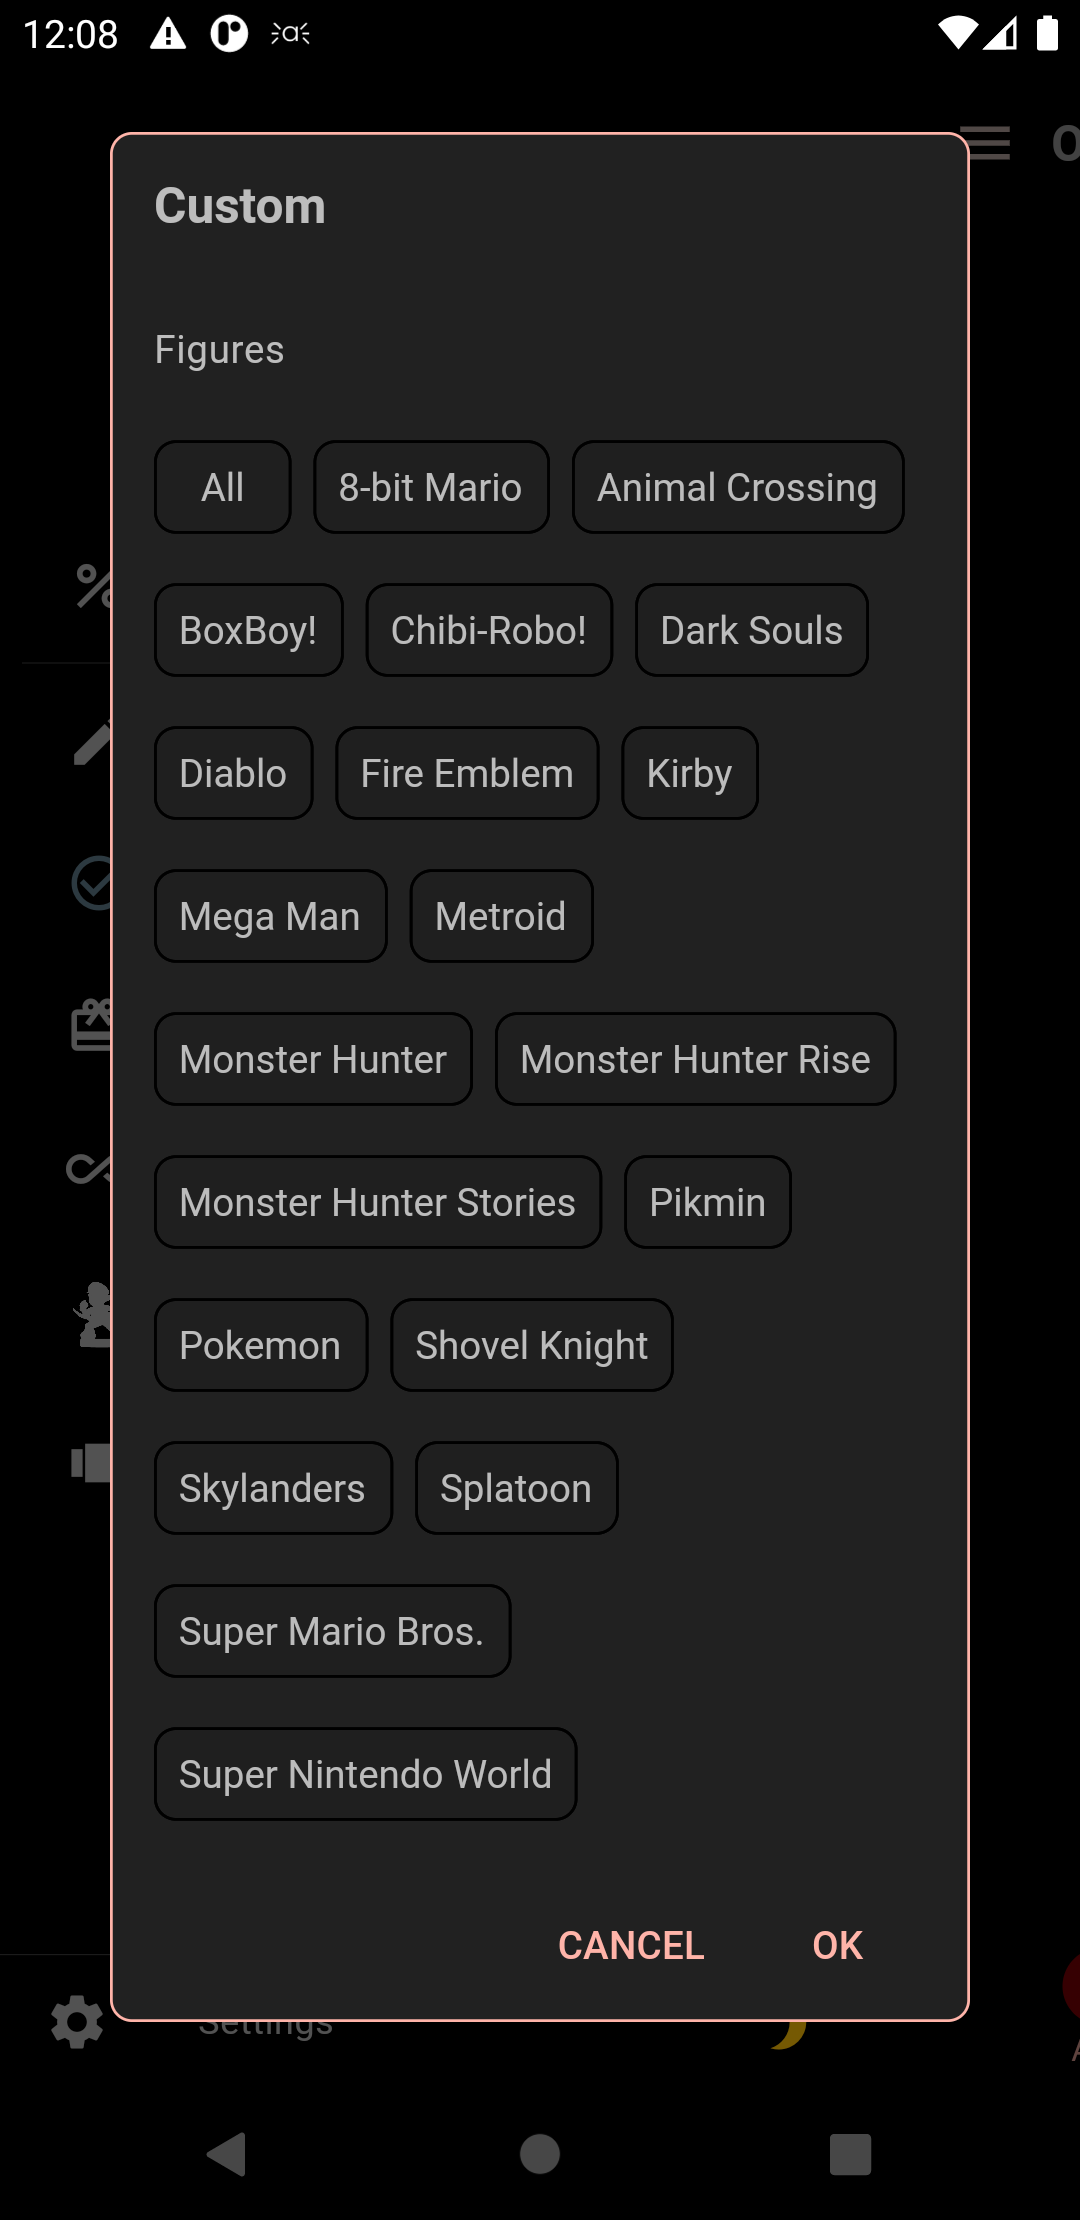 12:08
Custom
Figures
All 8-bit Mario Animal Crossing
BoxBoy! Chibi-Robo! Dark Souls
Diablo Fire Emblem Kirby
Mega Man Metroid
Monster Hunter Monster Hunter Rise
Monster Hunter Stories Pikmin
Pokemon Shovel Knight
Skylanders Splatoon
Super Mario Bros.
Super Nintendo World
CANCEL OK
Settings